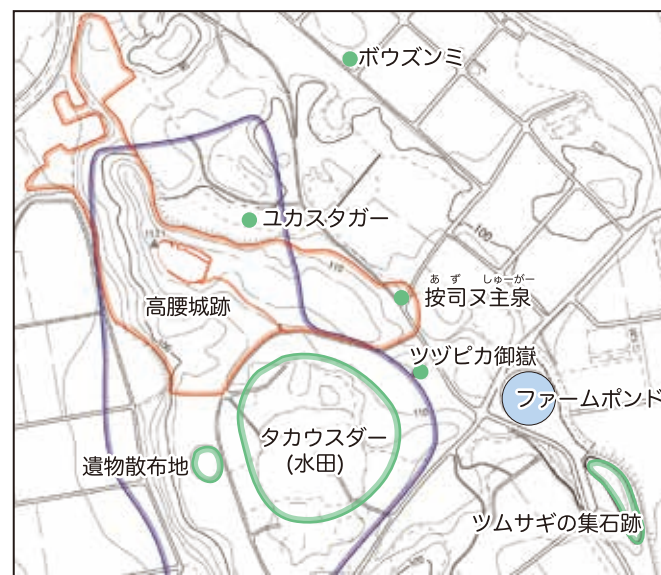 ボウズンミ
ユカスタガー
あず しゅーがー
按司ヌ主泉
高腰城跡
110
110
100
ツヅピカ御嶽
ファームポンド
タカウスダー
(水田)
遺物散布地
ツムサギの集石跡